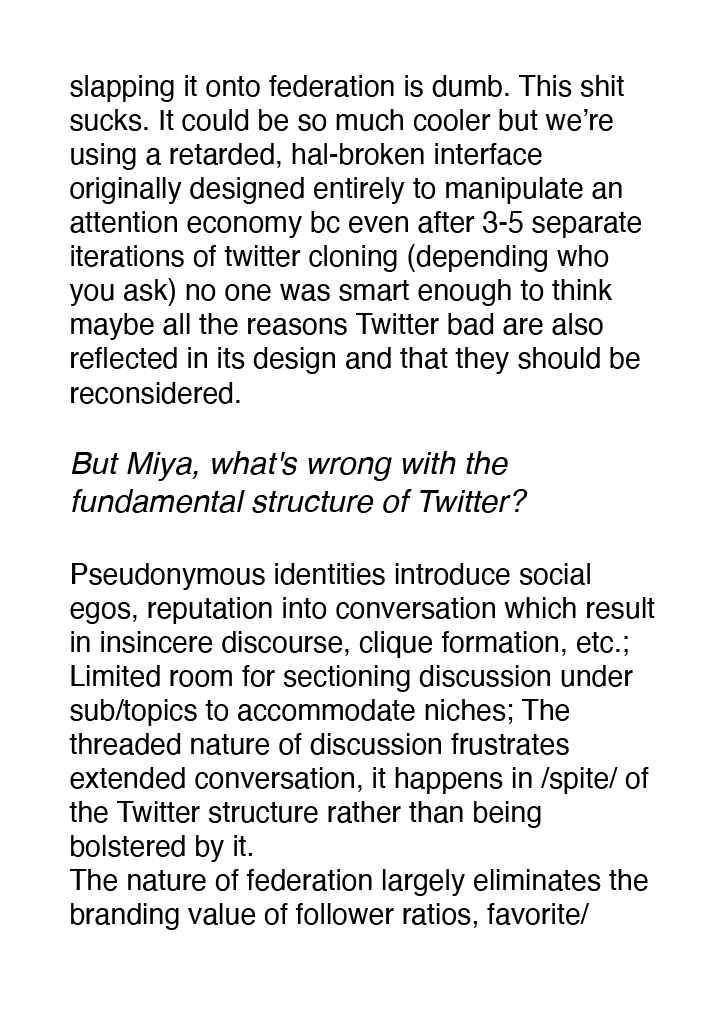 slapping it onto federation is dumb. This shit
sucks. It could be so much cooler but we’re
using a retarded, hal-broken interface
originally designed entirely to manipulate an
attention economy bc even after 3-5 separate
iterations of twitter cloning (depending who
you ask) no one was smart enough to think
maybe all the reasons Twitter bad are also
reflected in its design and that they should be
reconsidered.
But Miya, what's wrong with the
fundamental structure of Twitter?
Pseudonymous identities introduce social
egos, reputation into conversation which result
in insincere discourse, clique formation, etc.;
Limited room for sectioning discussion under
sub/topics to accommodate niches; The
threaded nature of discussion frustrates
extended conversation, it happens in /spite/ of
the Twitter structure rather than being
bolstered by it.
The nature of federation largely eliminates the
branding value of follower ratios, favorite/